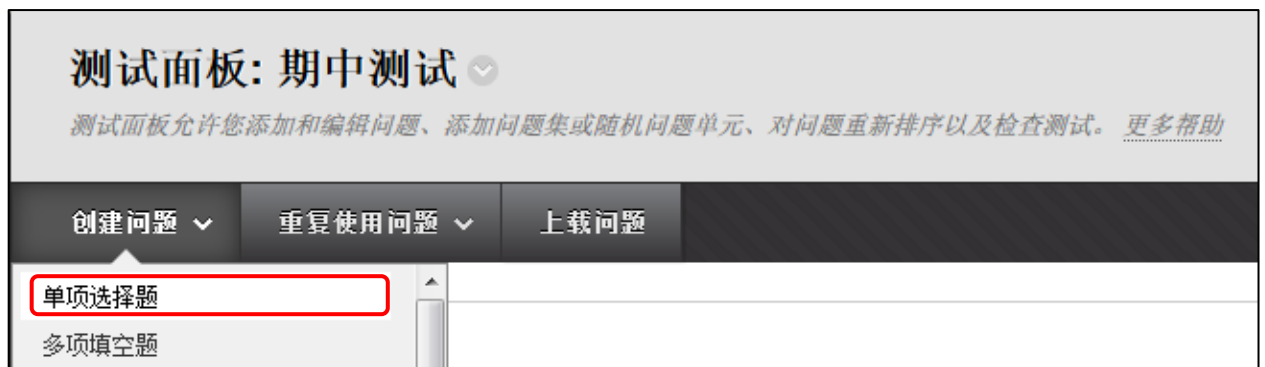 测试面板: 期中测试
测试面板允许您添加和编辑问题、添加问题集或随机问题单元、对问题重新排序以及检查测试。 更多帮助
创建问题 重复使用问题 上载问题
单项选择题
多项填空题